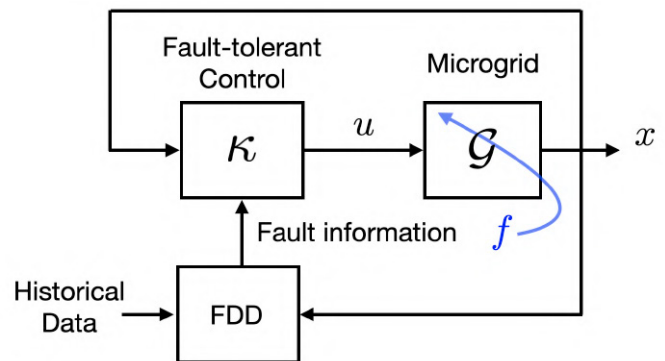 Fault-tolerant
Control
Microgrid
𝒦
u
𝒢
x
f
Fault information
Historical
Data
FDD